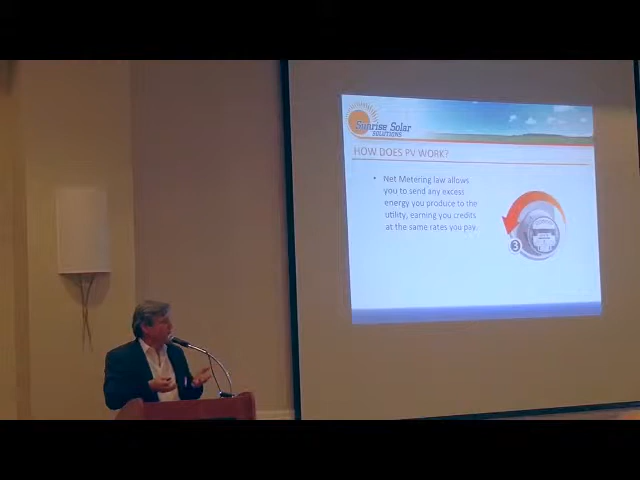 Sunrise Solar
SOLUTIONS
HOW DOES PV WORK?
• Net Metering law allows
you to send any excess
energy you produce to the
utility, earning you credits
at the same rates you pay.
3